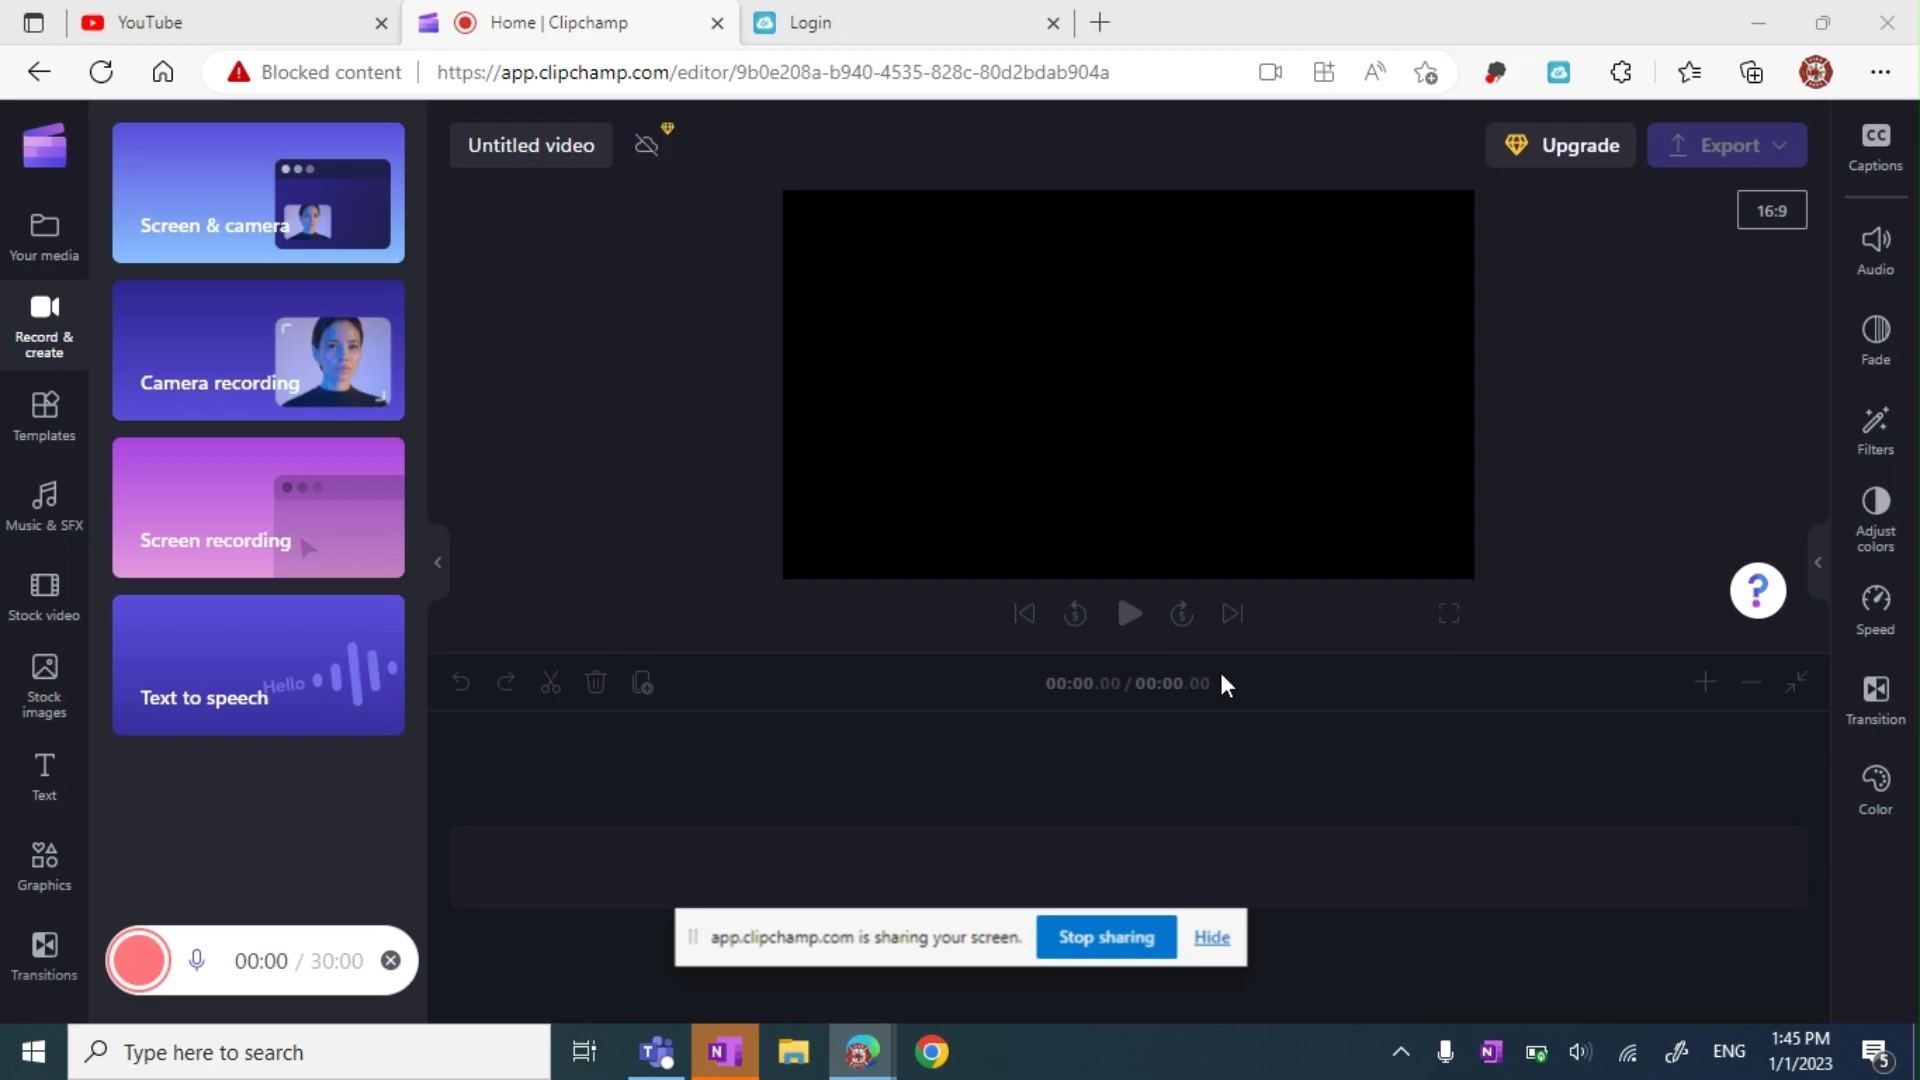 YouTube
Home | Clipchamp
Login
Blocked content
https://app.clipchamp.com/editor/9b0e208a-b940-4535-828c-80d2bdab904a
Your media
Record &
create
Templates
Music & SFX
Stock video
Stock
images
Text
Graphics
Transitions
Screen & camera
Camera recording
Screen recording
Hello
Text to speech
00:00 / 30:00
Untitled video
Upgrade
Export
16:9
5
5
?
00:00.00 / 00:00.00
CC
Captions
Audio
Fade
Filters
Adjust
colors
Speed
Transition
Color
app.clipchamp.com is sharing your screen.
Stop sharing
Hide
Type here to search
T
N
N
ENG
1:45 PM
1/1/2023
5